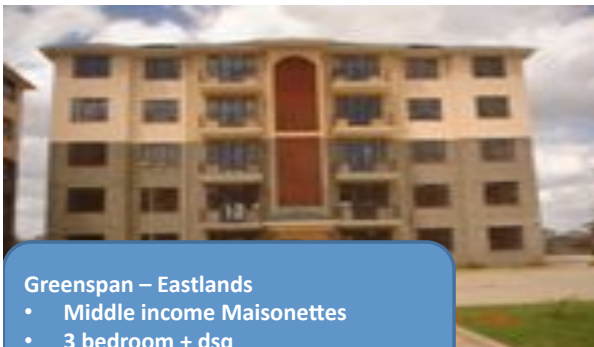 Greenspan – Eastlands
• Middle income Maisonettes
• 3 bedroom + dsq